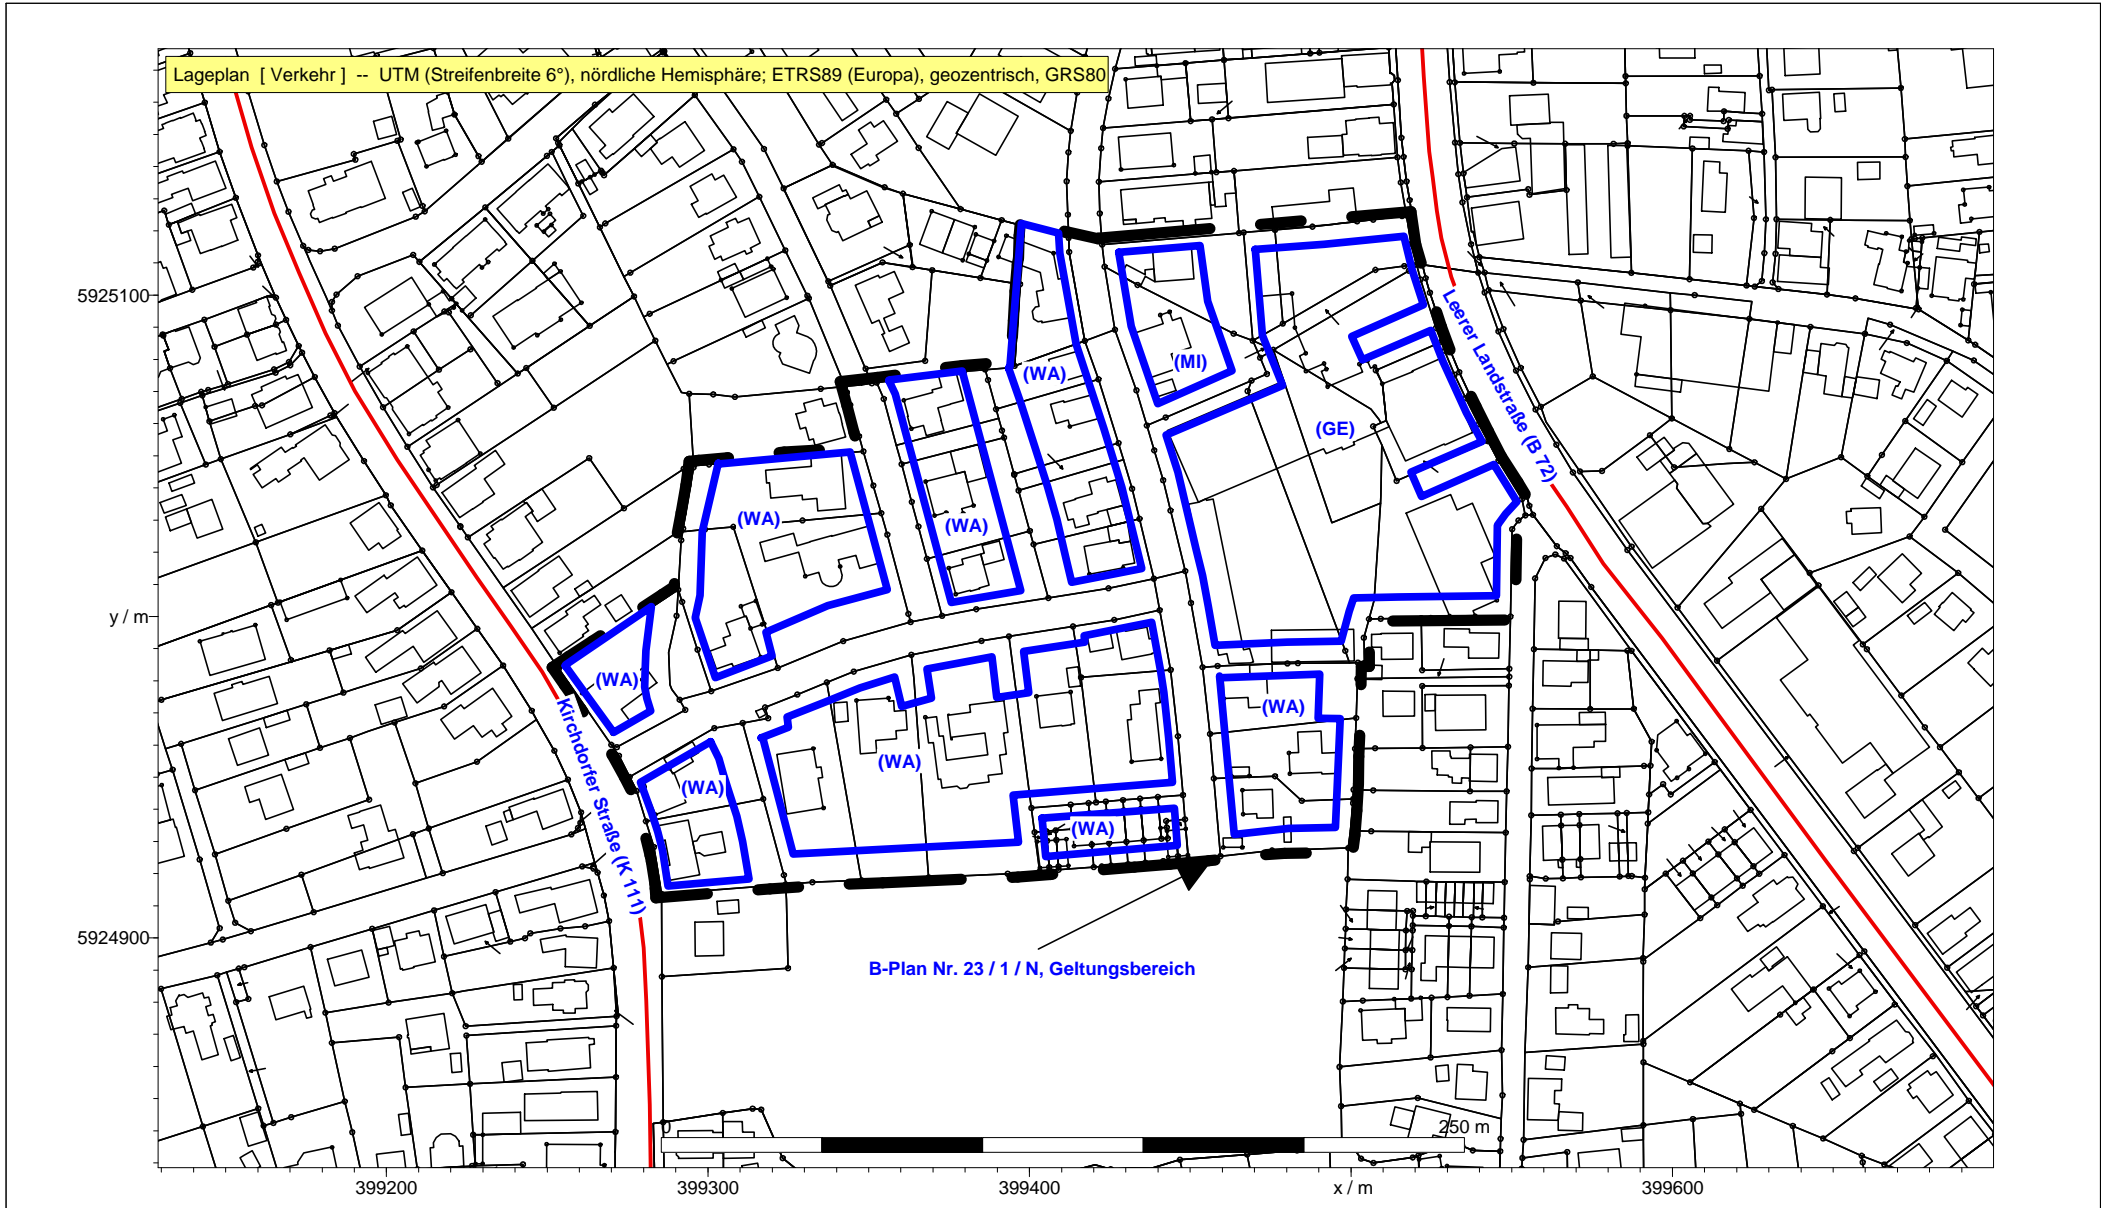 Lageplan [ Verkehr ] -- UTM (Streifenbreite 6°), nördliche Hemisphäre; ETRS89 (Europa), geozentrisch, GRS80
5925100
Leerer Landstraße (B 72)
(MI)
(WA)
(GE)
(WA)
(WA)
y / m
(WA)
(WA)
Kirchdorfer Straße (K 111)
(WA)
(WA)
(WA)
(WA)
5924900
B-Plan Nr. 23 / 1 / N, Geltungsbereich
0
250 m
399200
399300
399400
x / m
399600